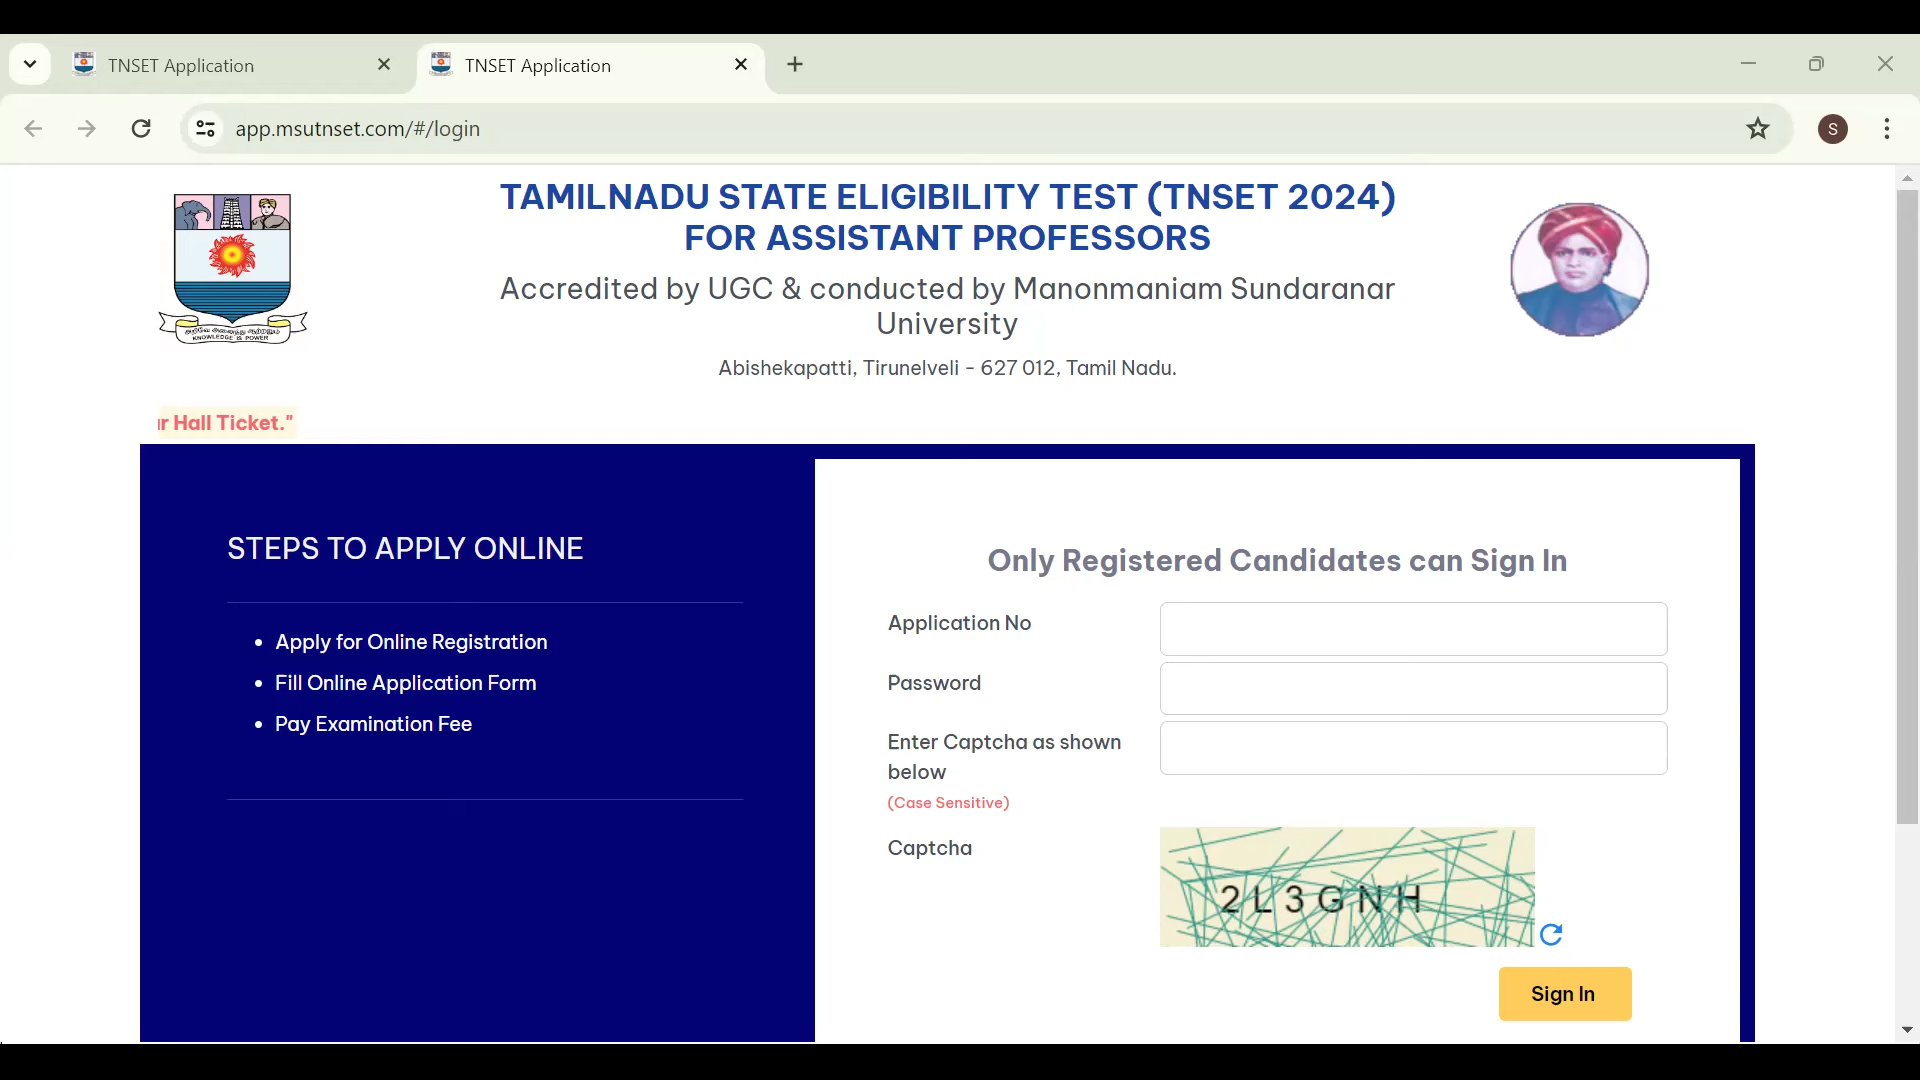 TNSET Application
TNSET Application
app.msutnset.com/#/login
S
TAMILNADU STATE ELIGIBILITY TEST (TNSET 2024)
FOR ASSISTANT PROFESSORS
Accredited by UGC & conducted by Manonmaniam Sundaranar
University
Abishekapatti, Tirunelveli - 627 012, Tamil Nadu.
KNOWLEDGE IS POWER
r Hall Ticket."
STEPS TO APPLY ONLINE
• Apply for Online Registration
• Fill Online Application Form
• Pay Examination Fee
Only Registered Candidates can Sign In
Application No
Password
Enter Captcha as shown
below
(Case Sensitive)
Captcha
2L3GNH
Sign In